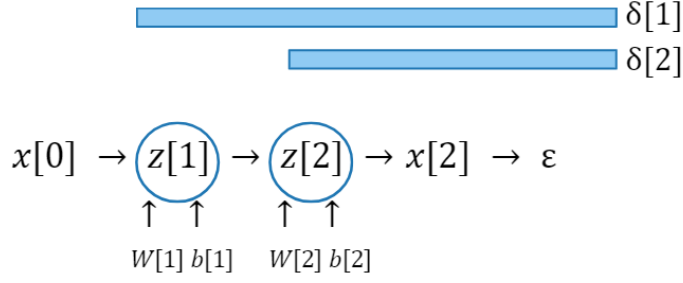 δ[1]
δ[2]
x[0] → z[1] → z[2] → x[2] → ε
↑ ↑ ↑ ↑
W[1] b[1] W[2] b[2]